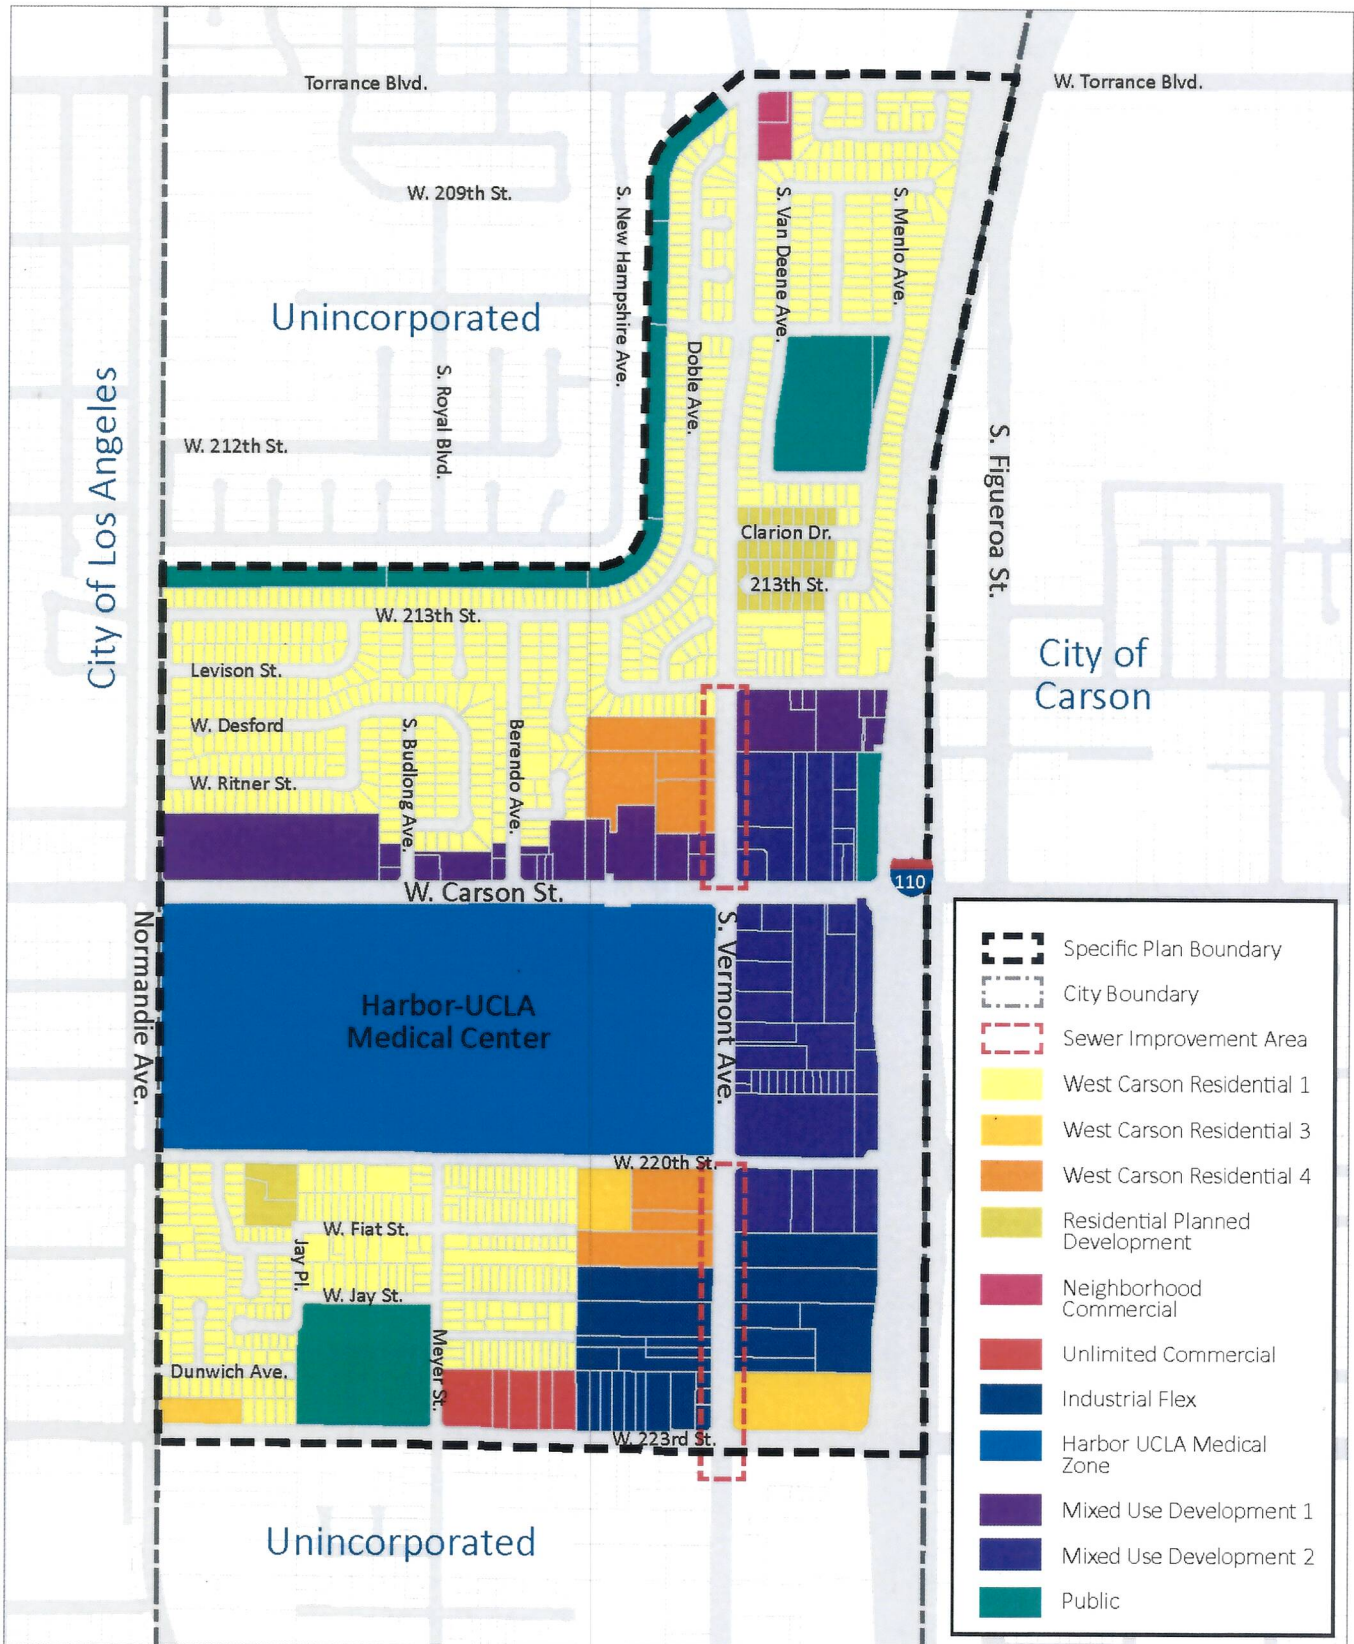 Torrance Blvd.
W. Torrance Blvd.
W. 209th St.
S. New Hampshire Ave.
S. Van Deene Ave.
S. Menlo Ave.
Unincorporated
Doble Ave.
S. Royal Blvd.
City of Los Angeles
W. 212th St.
S. Figueroa St.
Clarion Dr.
213th St.
W. 213th St.
City of
Carson
Levison St.
W. Desford
S. Budlong Ave.
Berendo Ave.
W. Ritner St.
W. Carson St.
110
Normandie Ave.
S. Vermont Ave.
Harbor-UCLA
Medical Center
W. 220th St.
W. Fiat St.
Jay Pl.
W. Jay St.
Meyer St.
Dunwich Ave.
W. 223rd St.
Unincorporated
Specific Plan Boundary
City Boundary
Sewer Improvement Area
West Carson Residential 1
West Carson Residential 3
West Carson Residential 4
Residential Planned
Development
Neighborhood
Commercial
Unlimited Commercial
Industrial Flex
Harbor UCLA Medical
Zone
Mixed Use Development 1
Mixed Use Development 2
Public